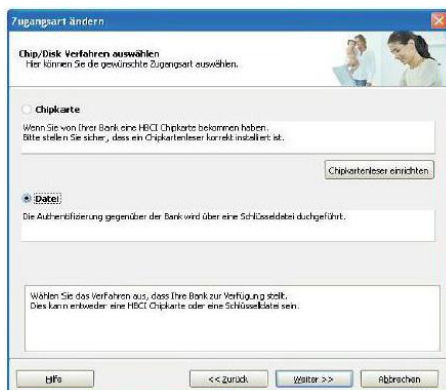 Zugangsart ändern
Chip/Disk Verfahren auswählen
Hier können Sie die gewünschte Zugangsart auswählen.
Chipkarte
Wenn Sie von Ihrer Bank eine HBCI Chipkarte bekommen haben.
Bitte stellen Sie sicher, dass ein Chipkartenleser korrekt installiert ist.
Chipkartenleser einrichten
Datei
Die Authentifizierung gegenüber der Bank wird über eine Schlüsseldatei duchgeführt.
Wählen Sie das Verfahren aus, dass Ihre Bank zur Verfügung stellt.
Dies kann entweder eine HBCI Chipkarte oder eine Schlüsseldatei sein.
Hilfe
<< Zurück
Weiter >>
Abbrechen